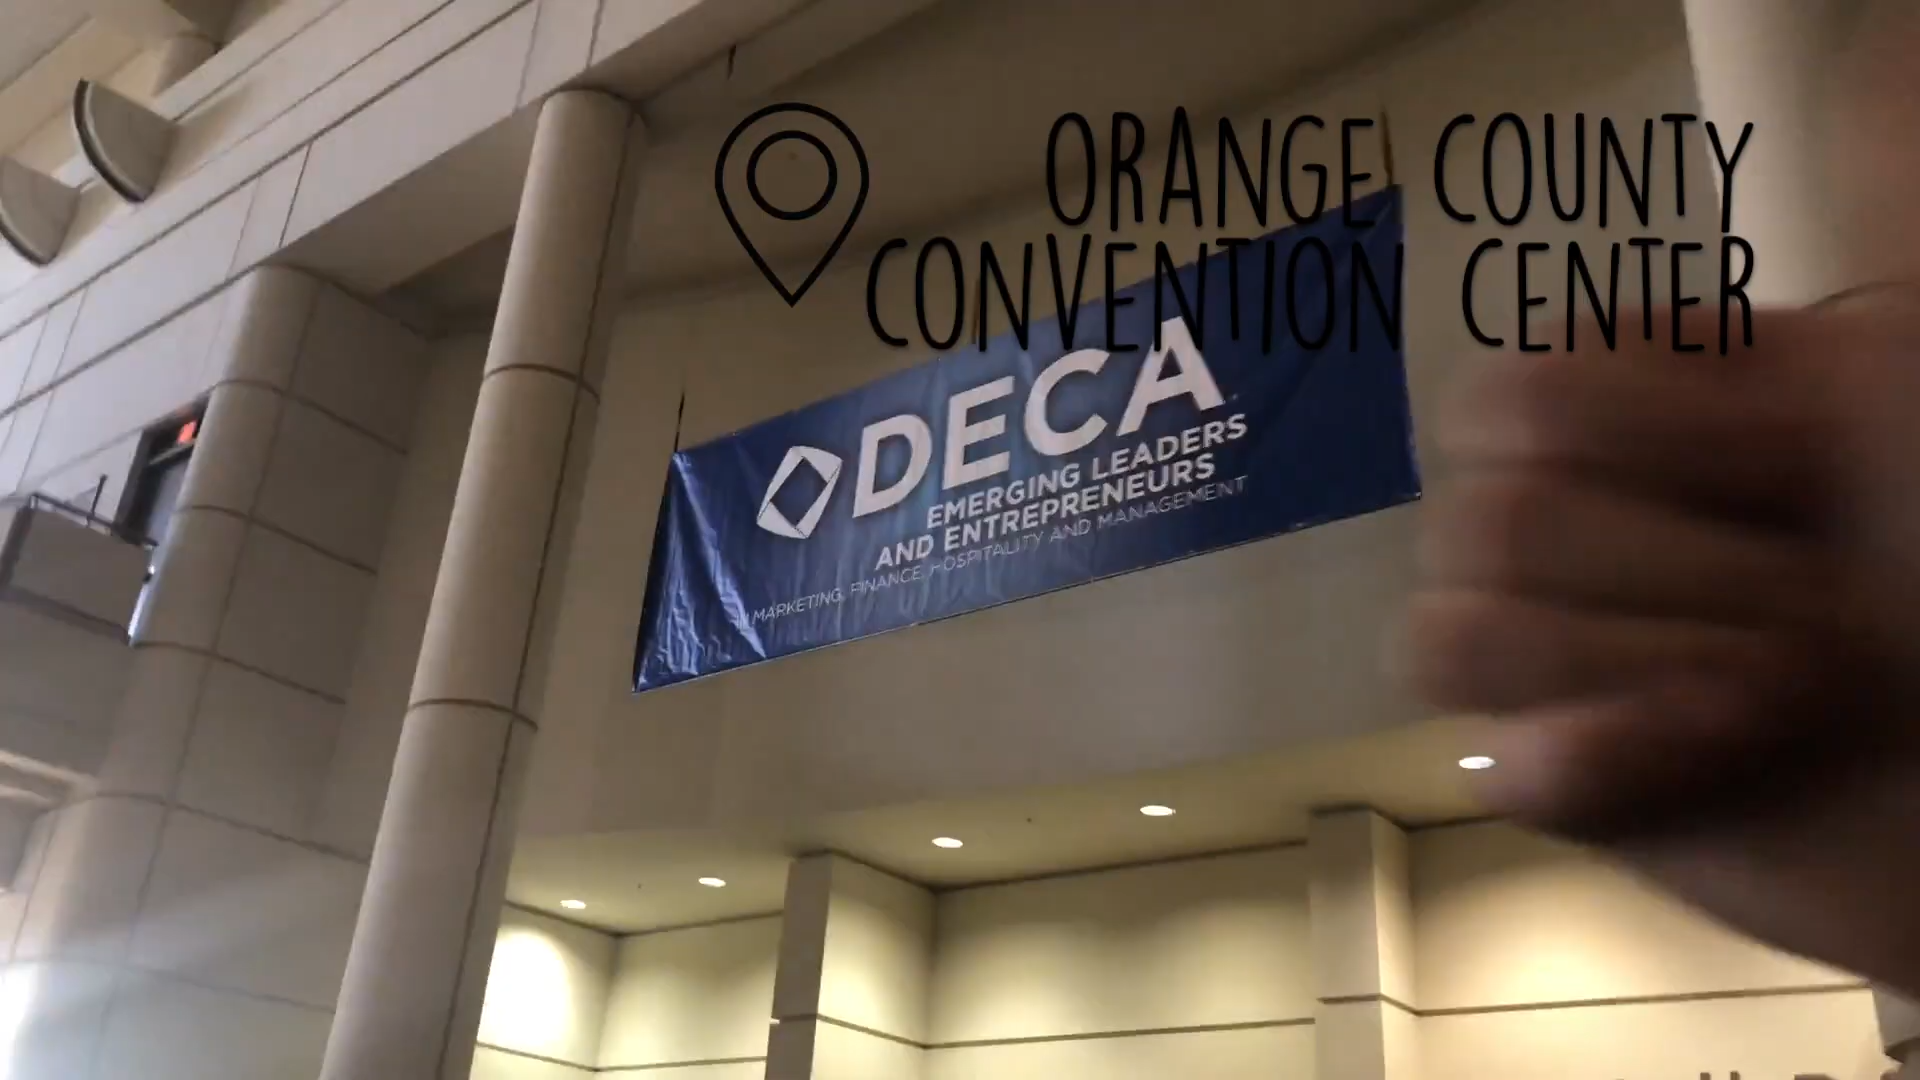 ORANGE COUNTY
CONVENTION CENTER
DECA
EMERGING LEADERS
AND ENTREPRENEURS
MARKETING, FINANCE, HOSPITALITY AND MANAGEMENT